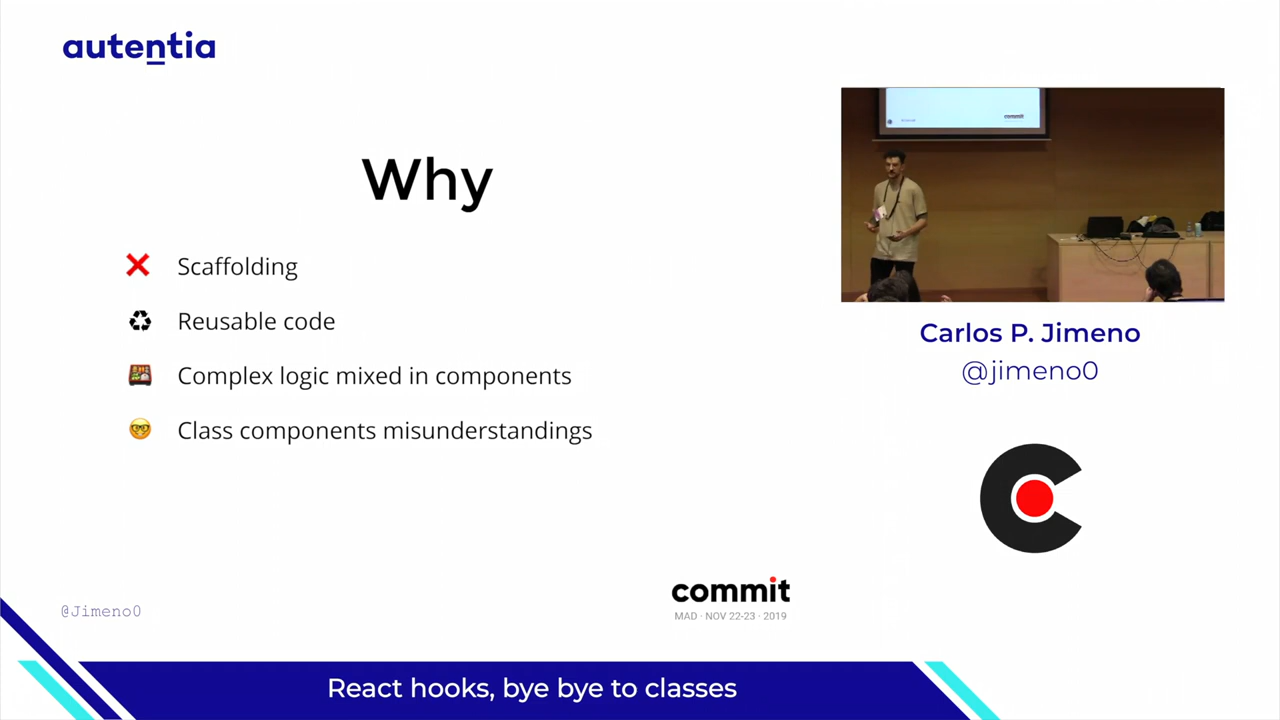 autentia
Why
Scaffolding
Reusable code
Complex logic mixed in components
Class components misunderstandings
Carlos P. Jimeno
@jimeno0
commit
MAD · NOV 22-23 · 2019
@Jimeno0
React hooks, bye bye to classes
commit